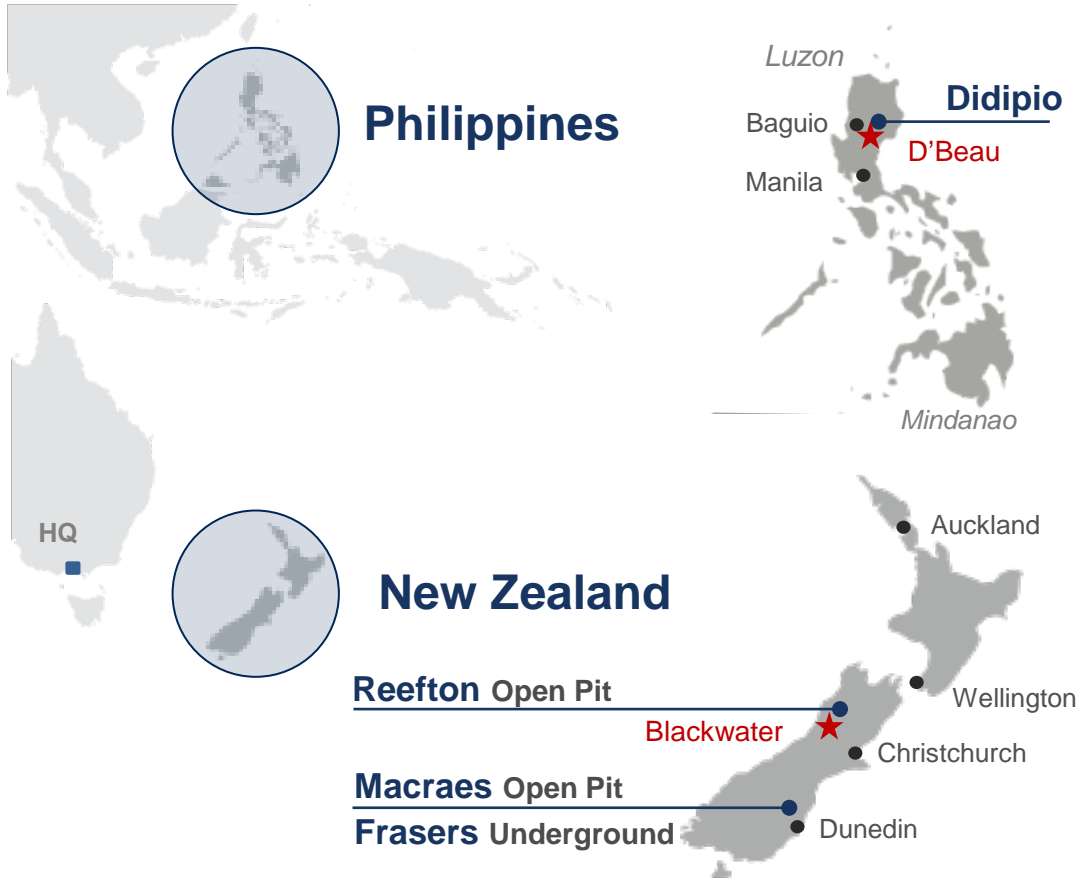 Luzon
Philippines
Didipio
Baguio
D'Beau
Manila
Mindanao
HQ
Auckland
New Zealand
Reefton Open Pit
Wellington
Blackwater
Christchurch
Macraes Open Pit
Frasers Underground
Dunedin